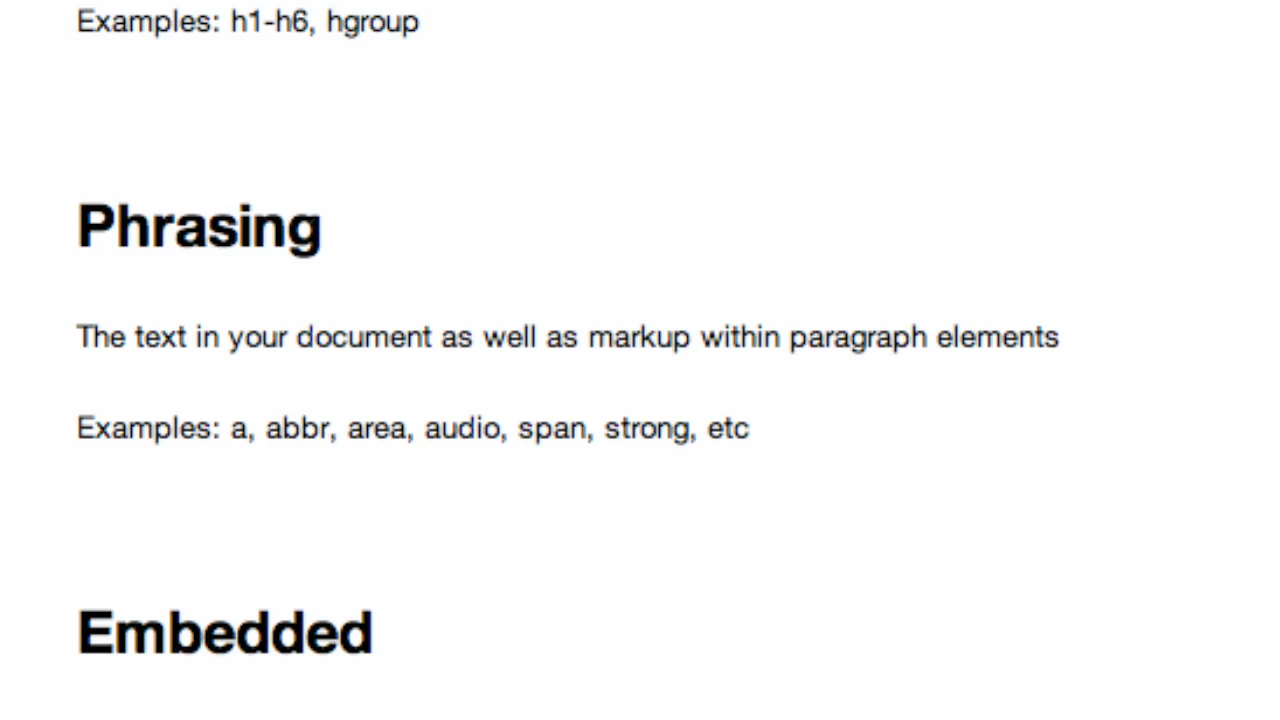 Examples: h1-h6, hgroup
Phrasing
The text in your document as well as markup within paragraph elements
Examples: a, abbr, area, audio, span, strong, etc
Embedded